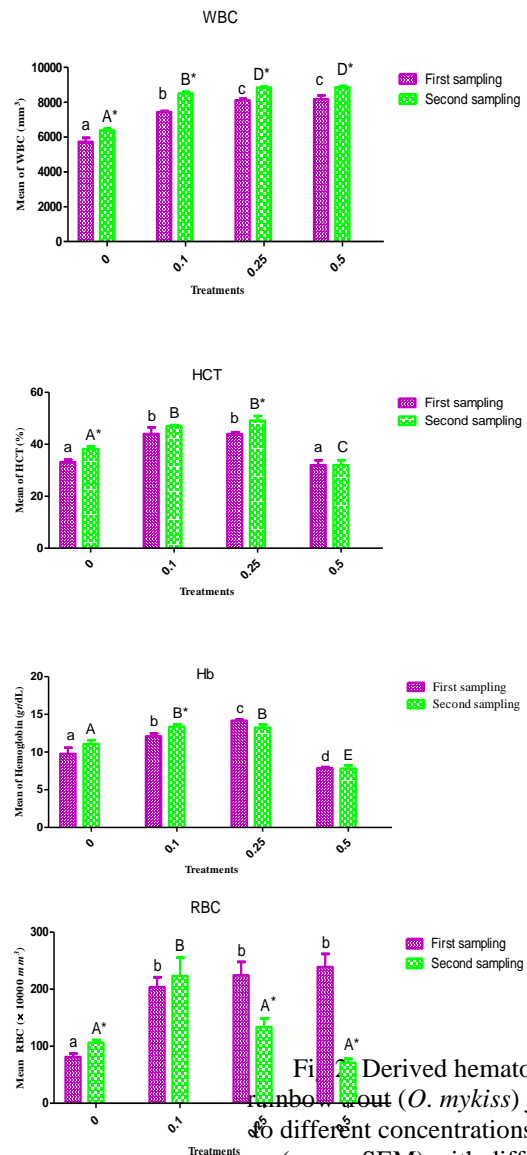 WBC
10000
8000
6000
4000
2000
0
Mean of WBC (mm³)
a A* b B* c D* c D*
0 0.1 0.25 0.5
Treatments
First sampling
Second sampling
HCT
60
40
20
0
Mean of HCT (%)
a A* b B b B* a C
0 0.1 0.25 0.5
Treatments
First sampling
Second sampling
Hb
20
15
10
5
0
Mean of Hemoglobin (gr/dL)
a A b B* c B d E
0 0.1 0.25 0.5
Treatments
First sampling
Second sampling
RBC
300
200
100
0
Mean RBC (× 10000 mm³)
a A* b B b A* b A*
0 0.1 0.25 0.5
Treatments
First sampling
Second sampling
Derived hemato
(O. mykiss)
to different concentrations
SEM) with diff